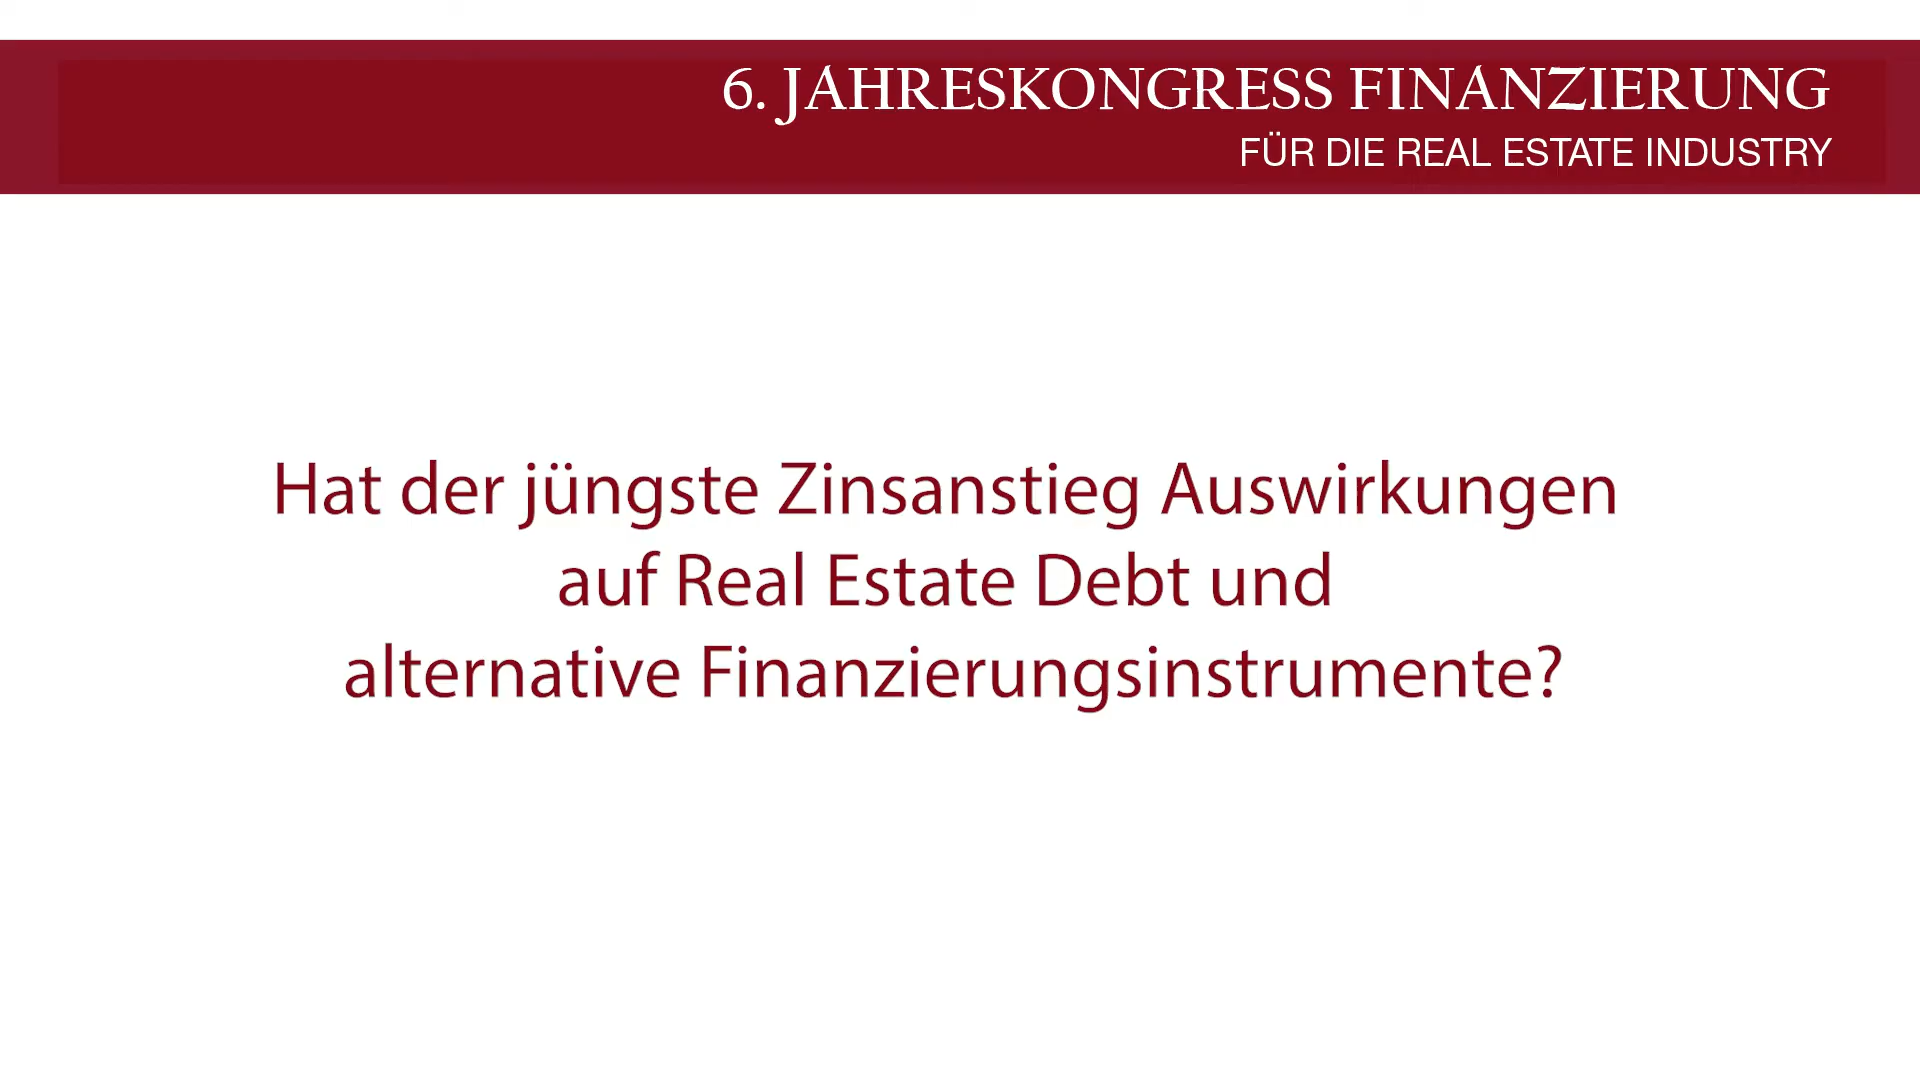 6. JAHRESKONGRESS FINANZIERUNG
FÜR DIE REAL ESTATE INDUSTRY
Hat der jüngste Zinsanstieg Auswirkungen
auf Real Estate Debt und
alternative Finanzierungsinstrumente?